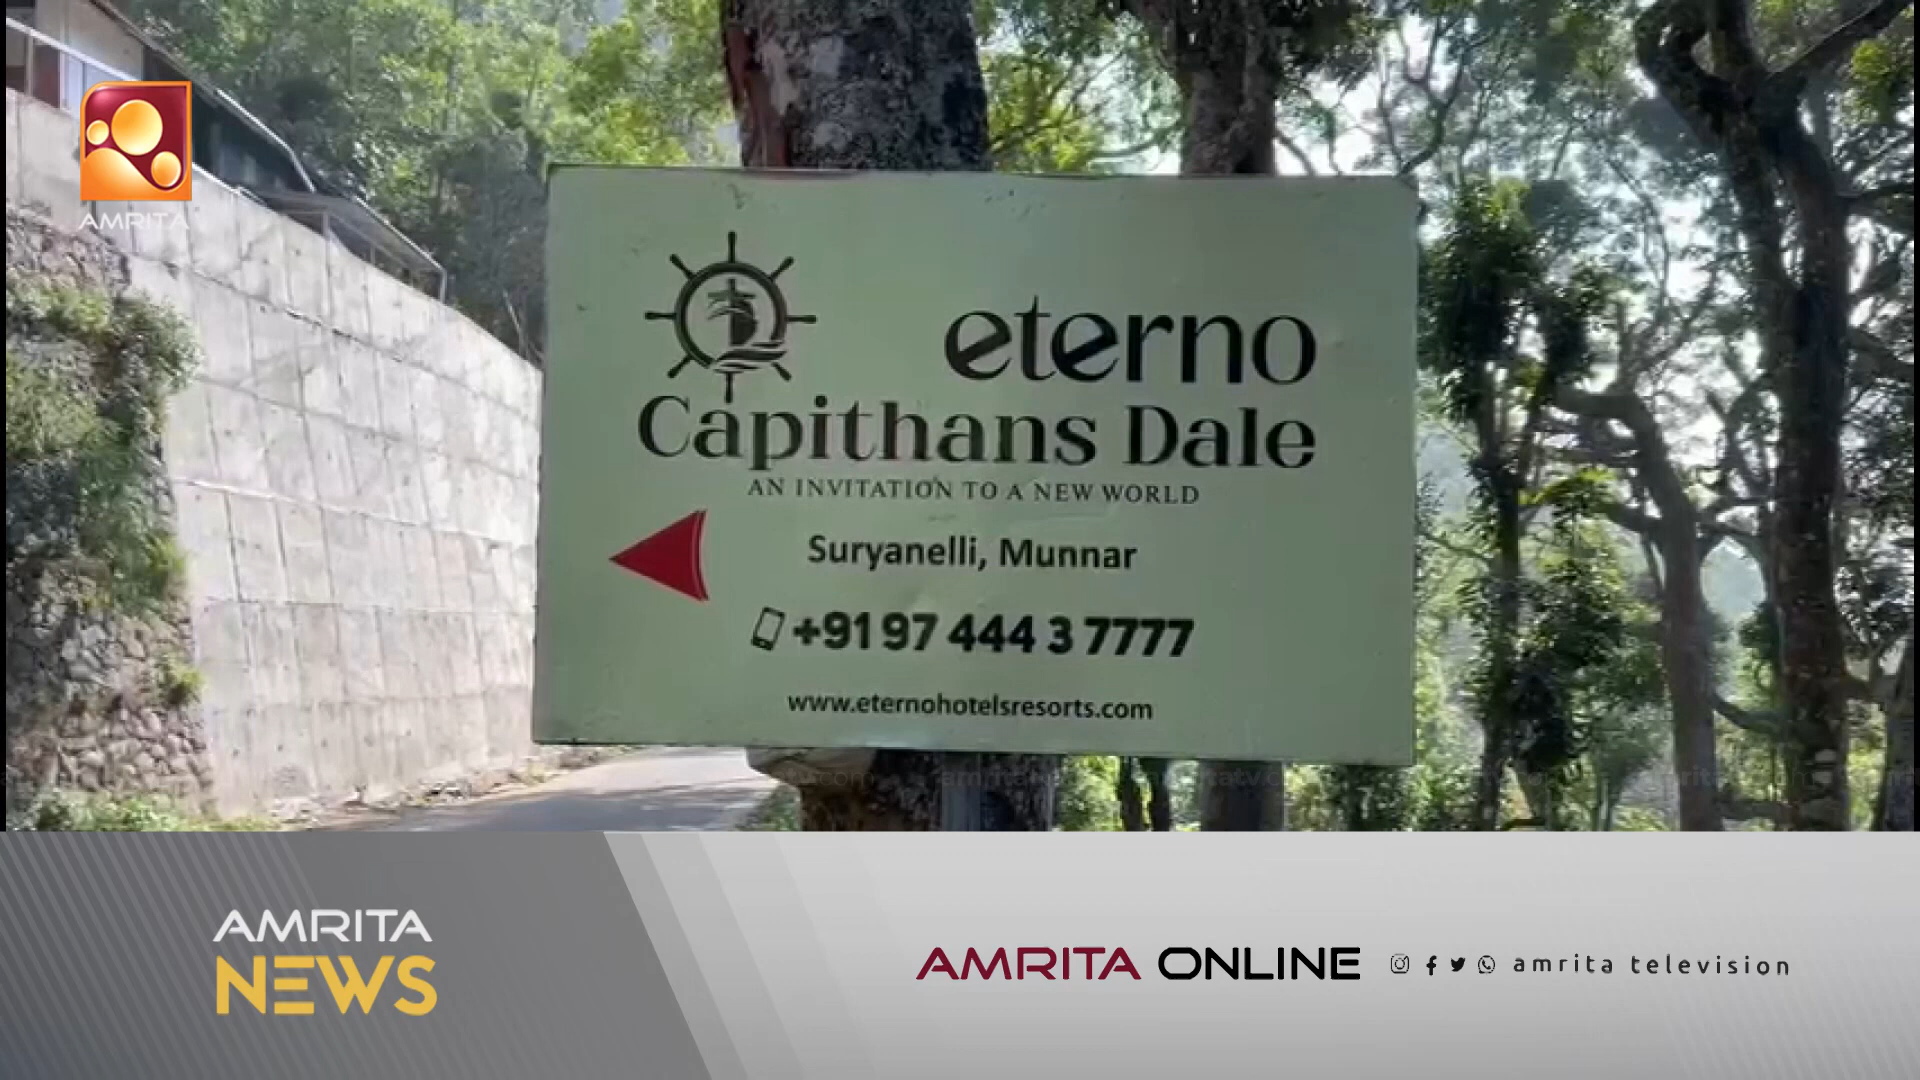 AMRITA
eterno
Capithans Dale
AN INVITATION TO A NEW WORLD
Suryanelli, Munnar
+91 97 444 3 7777
www.eternohotelsresorts.com
AMRITA
NEWS
AMRITA ONLINE
amrita television